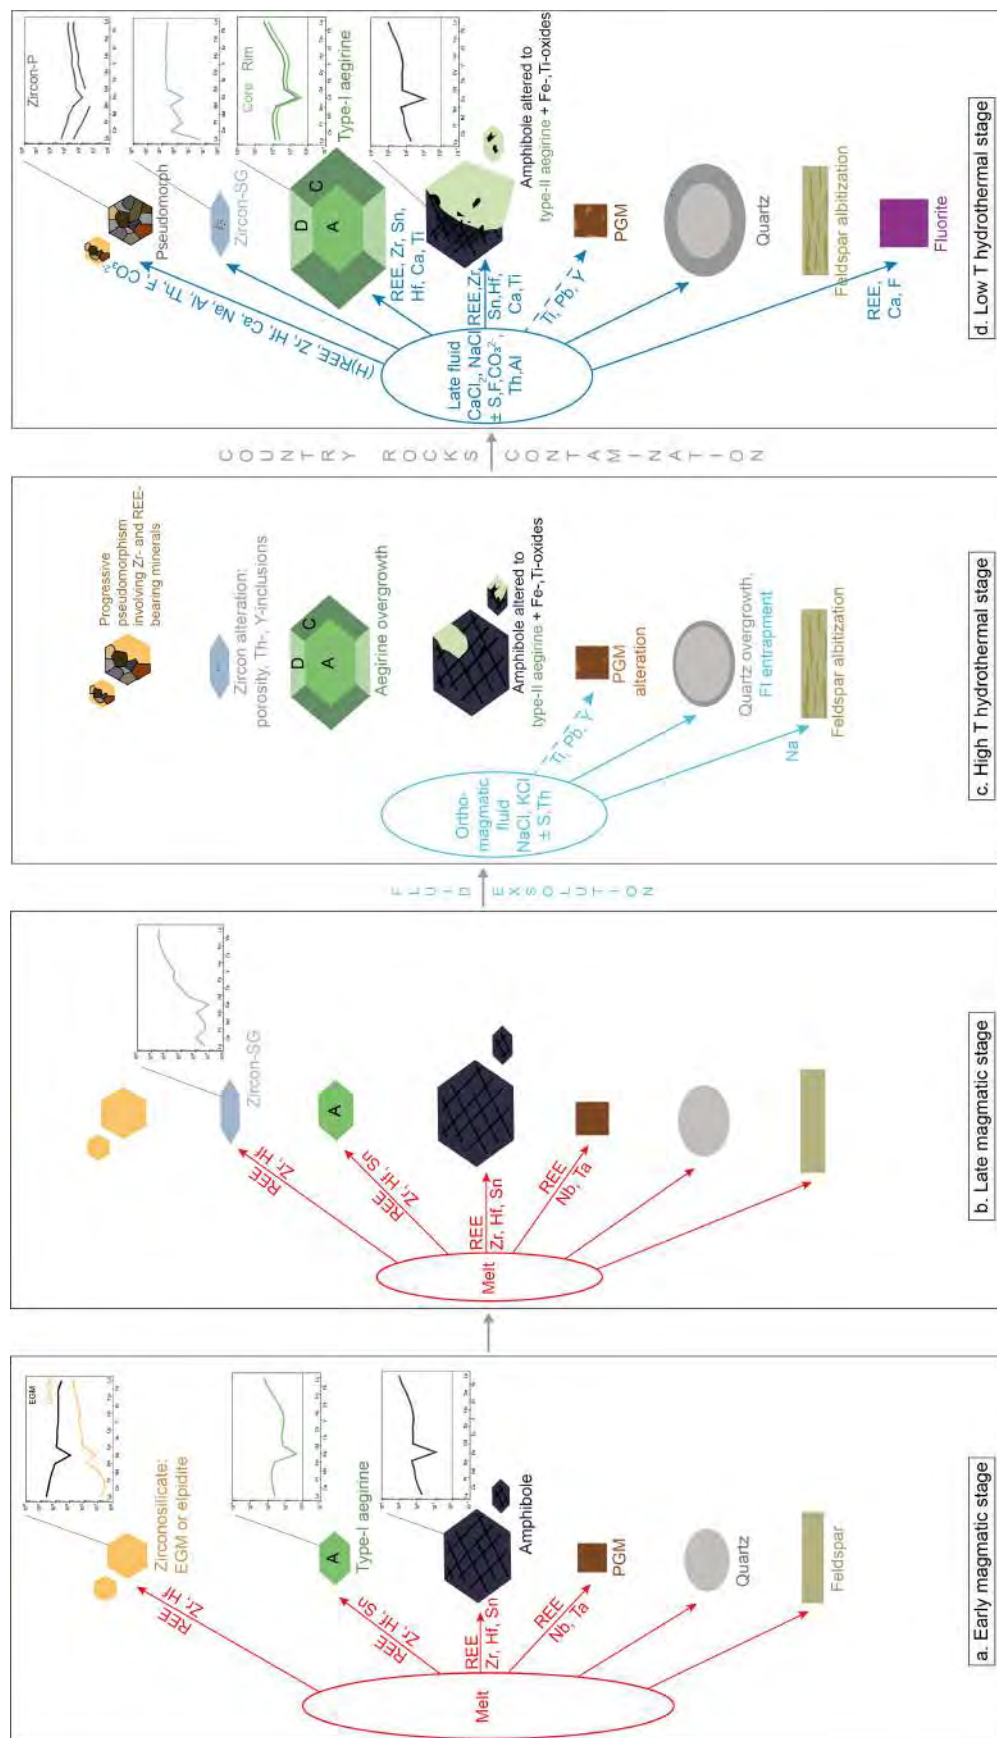 Zirconosilicate:
EGM or elpidite
EGM
REE
Zr, Hf
Type-I aegirine
A
REE
Zr, Hf, Sn
Amphibole
REE
Zr, Hf, Sn
PGM
REE
Nb, Ta
Quartz
Feldspar
Melt
a. Early magmatic stage
Zircon-SG
REE
Zr, Hf
A
REE
Zr, Hf, Sn
REE
Zr, Hf, Sn
REE
Nb, Ta
Melt
b. Late magmatic stage
FLUID EXSOLUTION
Progressive
pseudomorphism
involving Zr- and REE-
bearing minerals
Zircon alteration:
porosity, Th-, Y-inclusions
D
C
A
Aegirine overgrowth
Amphibole altered to
type-II aegirine + Fe-,Ti-oxides
PGM
alteration
Ti, Pb, Y
Quartz overgrowth,
FI entrapment
Na
Feldspar albitization
Ortho-
magmatic
fluid
NaCl, KCl
± S,Th
c. High T hydrothermal stage
COUNTRY ROCKS CONTAMINATION
Zircon-P
Pseudomorph
(H)REE, Zr, Hf, Ca, Na, Al, Th, F, CO₃²⁻
Zircon-SG
Core Rim
Type-I aegirine
D
C
A
REE, Zr, Sn,
Hf, Ca, Ti
Amphibole altered to
type-II aegirine + Fe-,Ti-oxides
REE,Zr,
Sn,Hf,
Ca,Ti
PGM
Ti, Pb, Y
Quartz
Feldspar albitization
REE,
Ca, F
Fluorite
Late fluid
CaCl₂, NaCl
± S,F,CO₃²⁻,
Th,Al
d. Low T hydrothermal stage